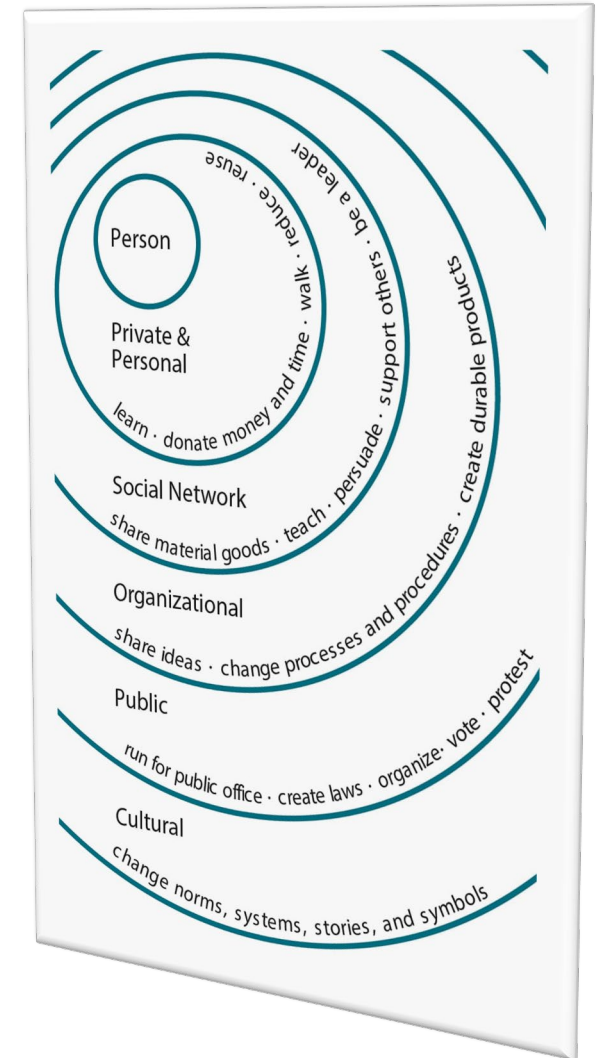 Person
Private &
Personal
learn · donate money and time · walk · reduce · reuse
Social Network
share material goods · teach · persuade · support others · be a leader
Organizational
share ideas · change processes and procedures · create durable products
Public
run for public office · create laws · organize· vote · protest
Cultural
change norms, systems, stories, and symbols